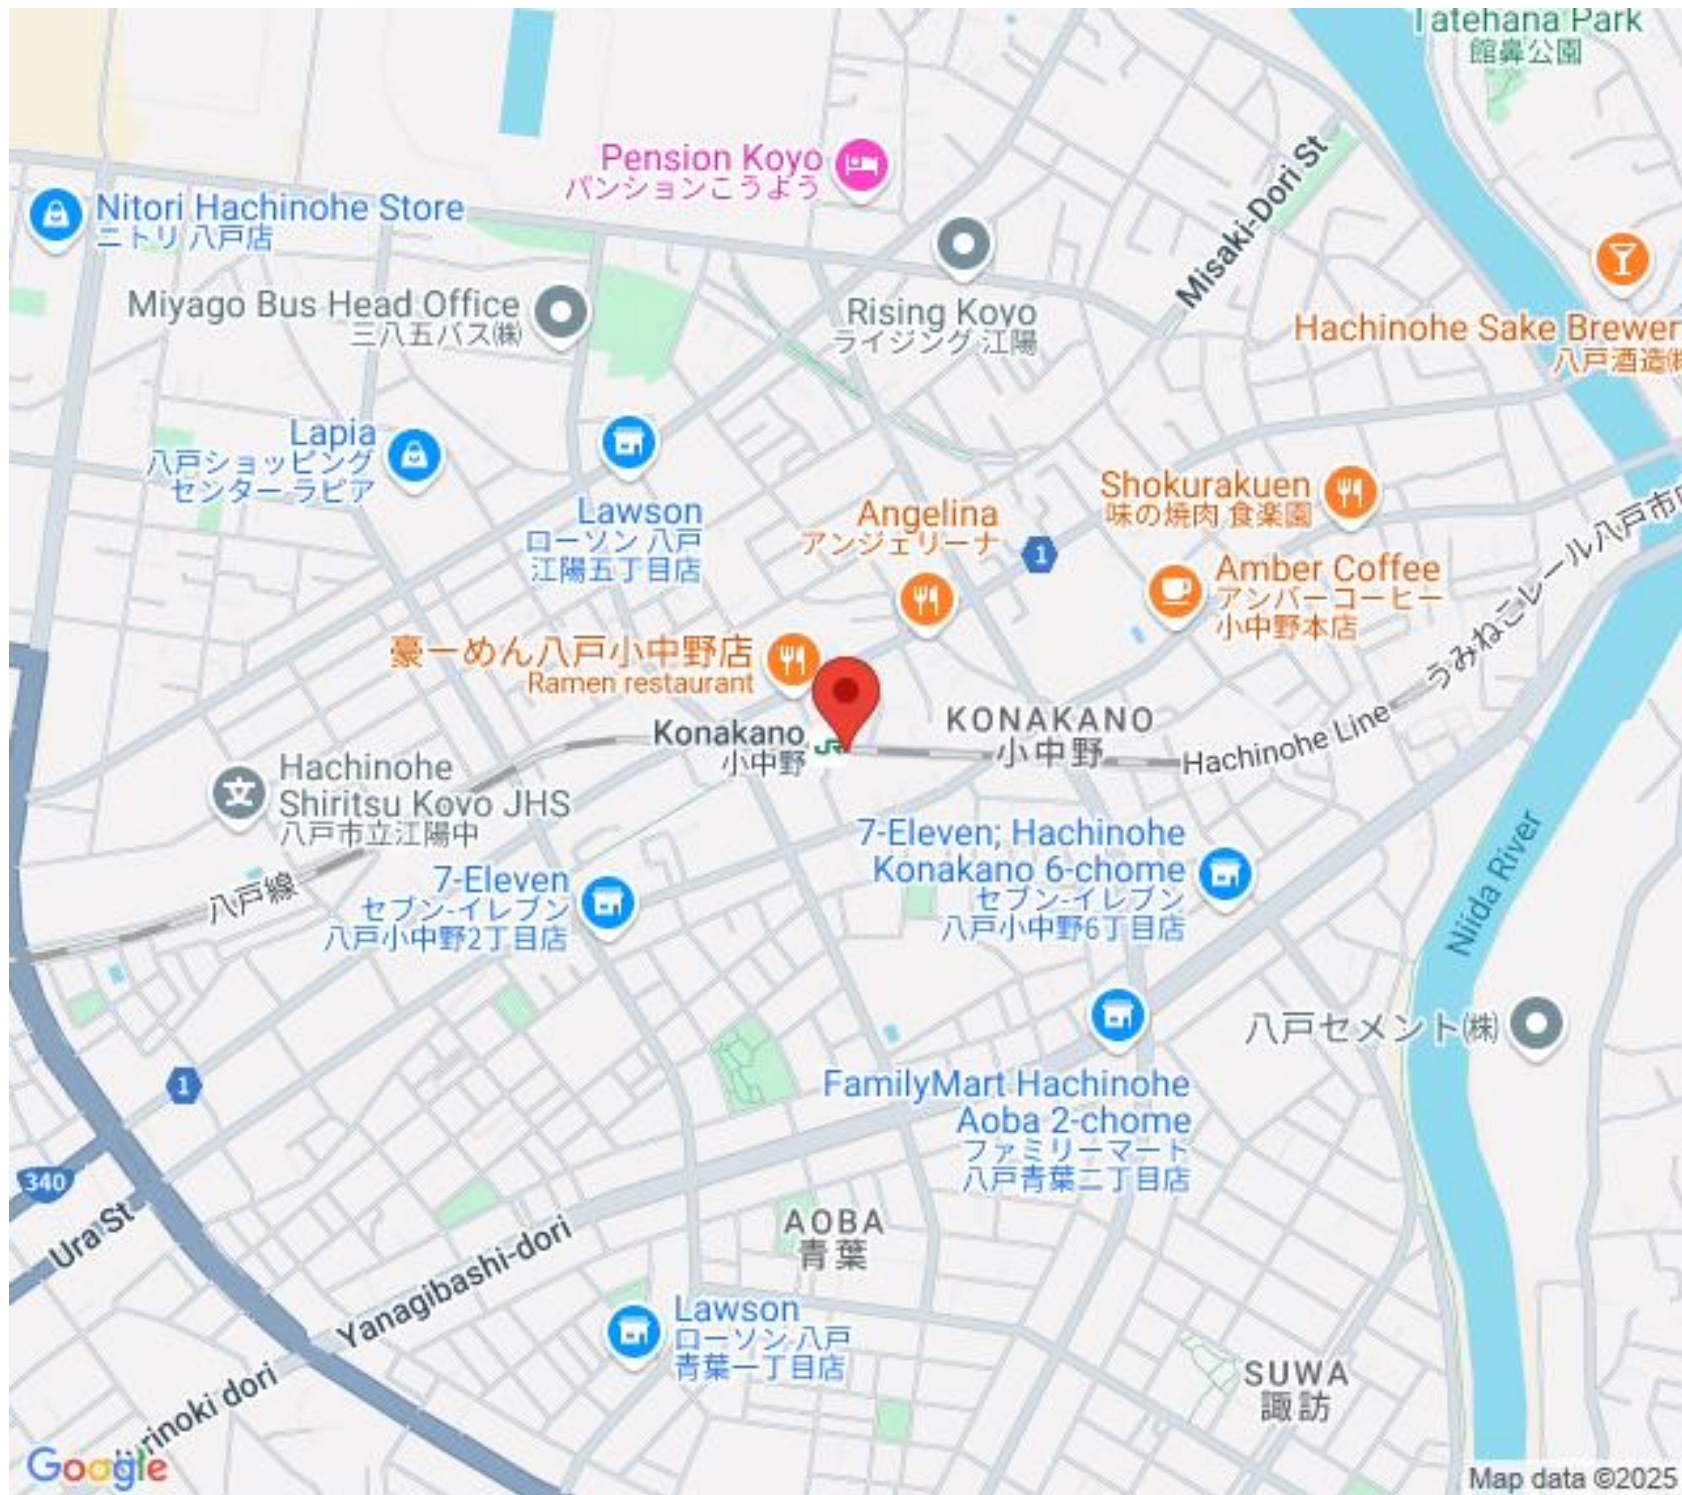 Tatehana Park
館鼻公園
Pension Koyo
パンションこうよう
Misaki-Dori St
Nitori Hachinohe Store
ニトリ 八戸店
Miyago Bus Head Office
三八五バス㈱
Rising Koyo
ライジング 江陽
Hachinohe Sake Brewer
八戸酒造㈱
Lapia
八戸ショッピング
センター ラピア
Lawson
ローソン 八戸
江陽五丁目店
Angelina
アンジェリーナ
1
Shokurakuen
味の焼肉 食楽園
Amber Coffee
アンバーコーヒー
小中野本店
うみねこレール八戸市
豪ーめん八戸小中野店
Ramen restaurant
Konakano
小中野
JR
KONAKANO
小中野
Hachinohe Line
Hachinohe
Shiritsu Koyo JHS
八戸市立江陽中
八戸線
7-Eleven
セブン-イレブン
八戸小中野2丁目店
7-Eleven; Hachinohe
Konakano 6-chome
セブン-イレブン
八戸小中野6丁目店
Niida River
八戸セメント㈱
1
FamilyMart Hachinohe
Aoba 2-chome
ファミリーマート
八戸青葉二丁目店
340
Ura St
AOBA
青葉
Yanagibashi-dori
Lawson
ローソン 八戸
青葉一丁目店
SUWA
諏訪
rinoki dori
Google
Map data ©2025